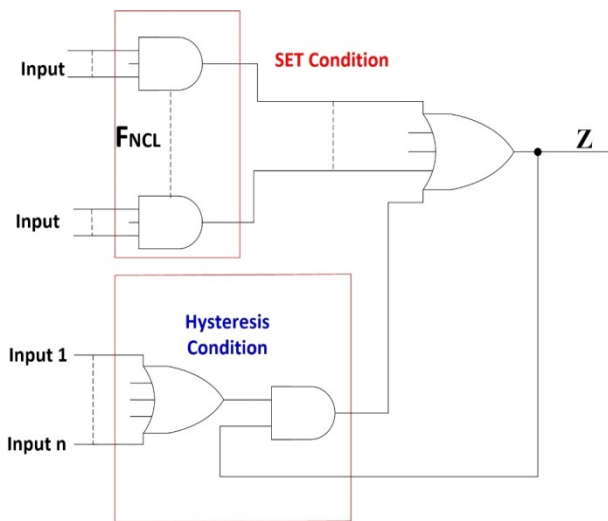 Input
SET Condition
FNCL
Z
Input
Hysteresis
Condition
Input 1
Input n